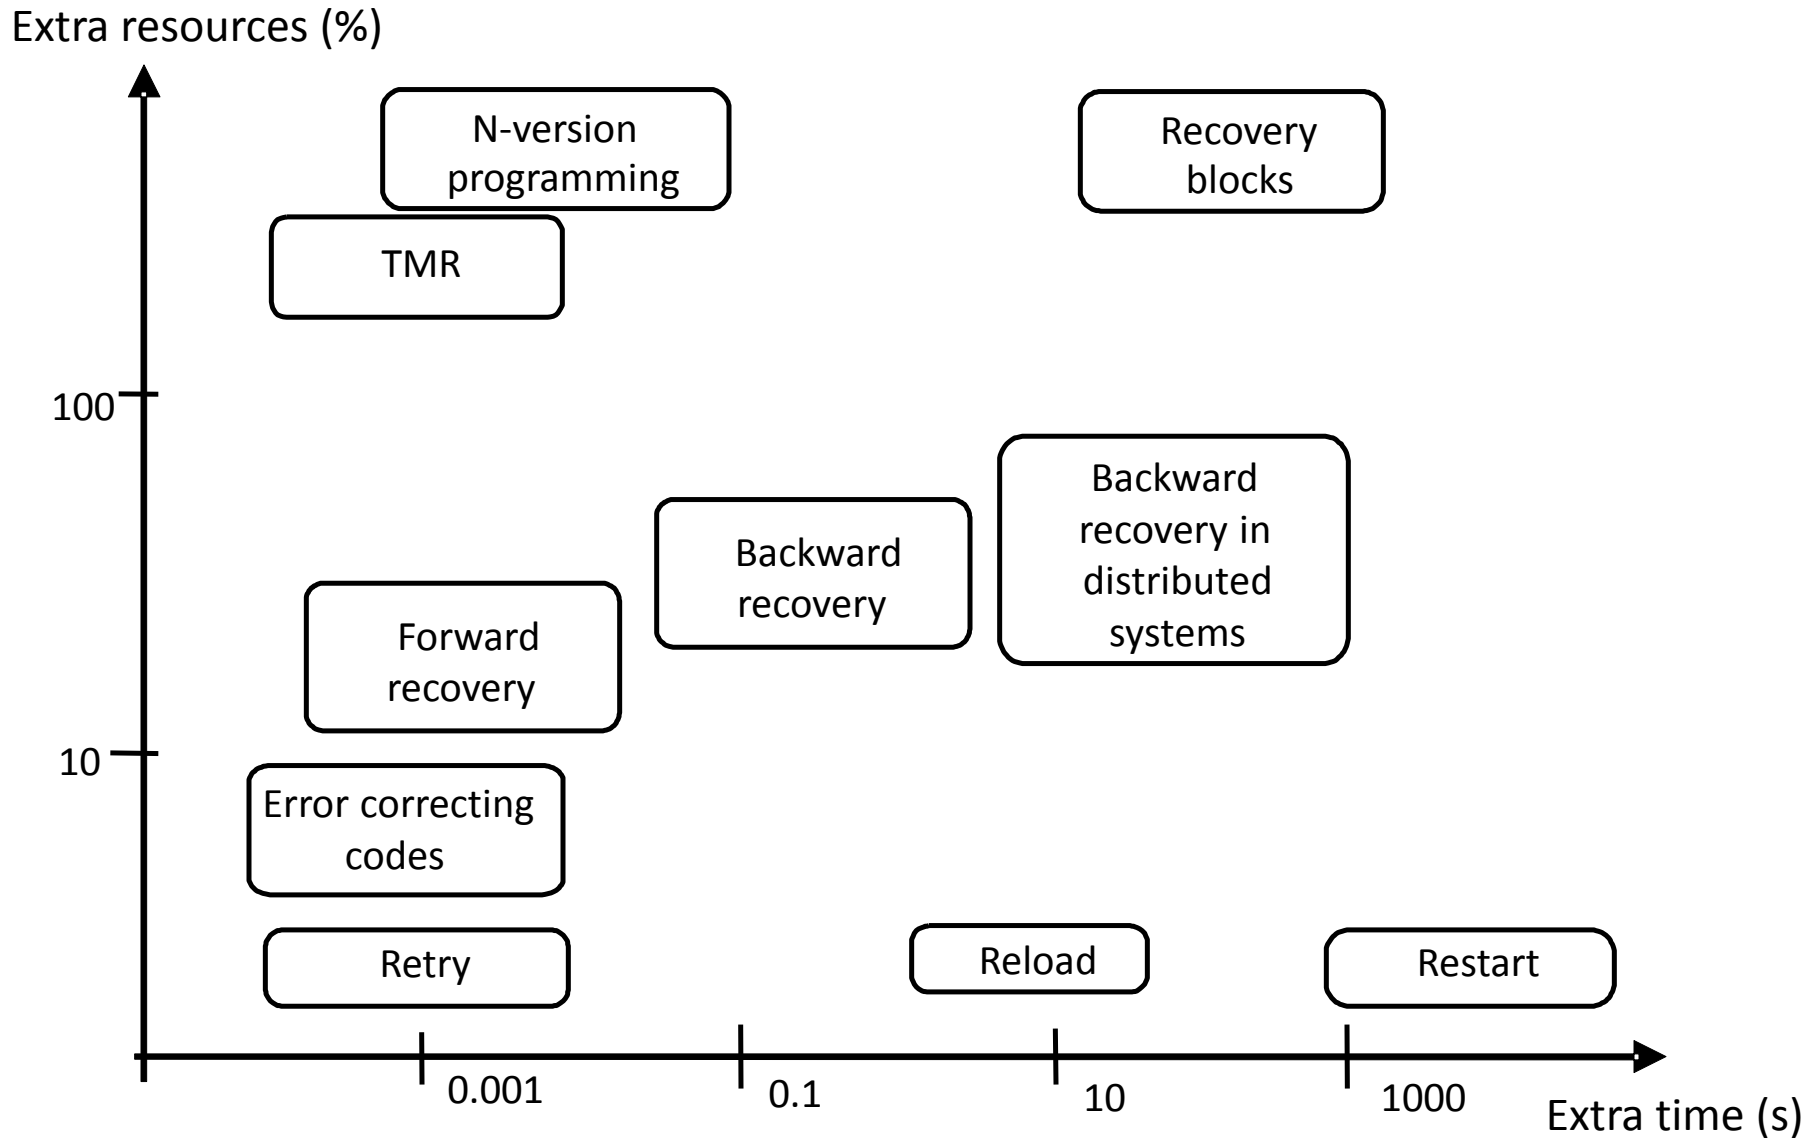 Extra resources (%)
N-version
programming
Recovery
blocks
TMR
100
Backward
recovery in
distributed
systems
Backward
recovery
Forward
recovery
10
Error correcting
codes
Retry
Reload
Restart
0.001
0.1
10
1000
Extra time (s)